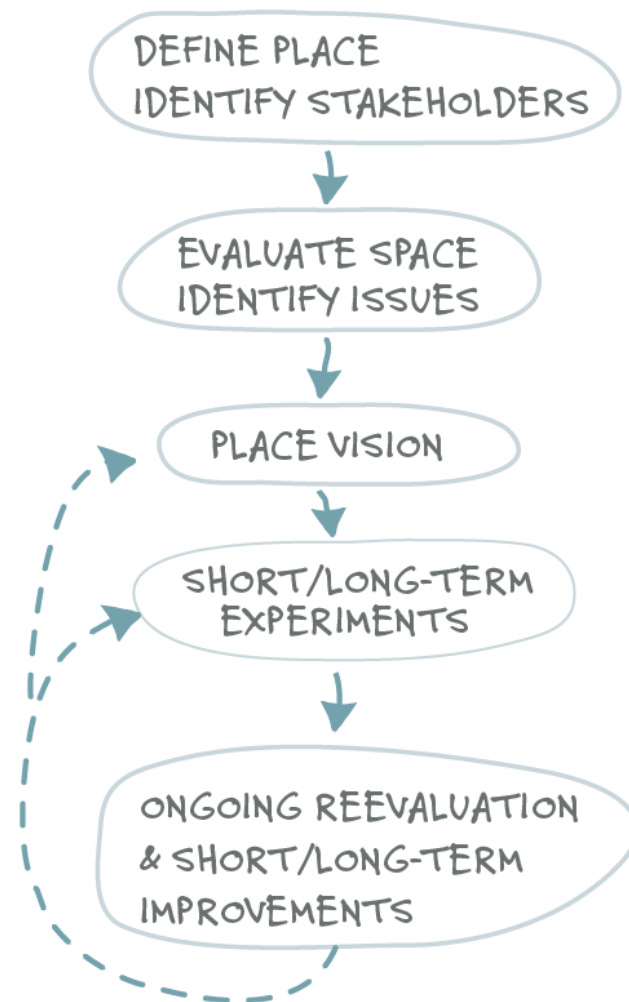 DEFINE PLACE
IDENTIFY STAKEHOLDERS
EVALUATE SPACE
IDENTIFY ISSUES
PLACE VISION
SHORT/LONG-TERM
EXPERIMENTS
ONGOING REEVALUATION
& SHORT/LONG-TERM
IMPROVEMENTS